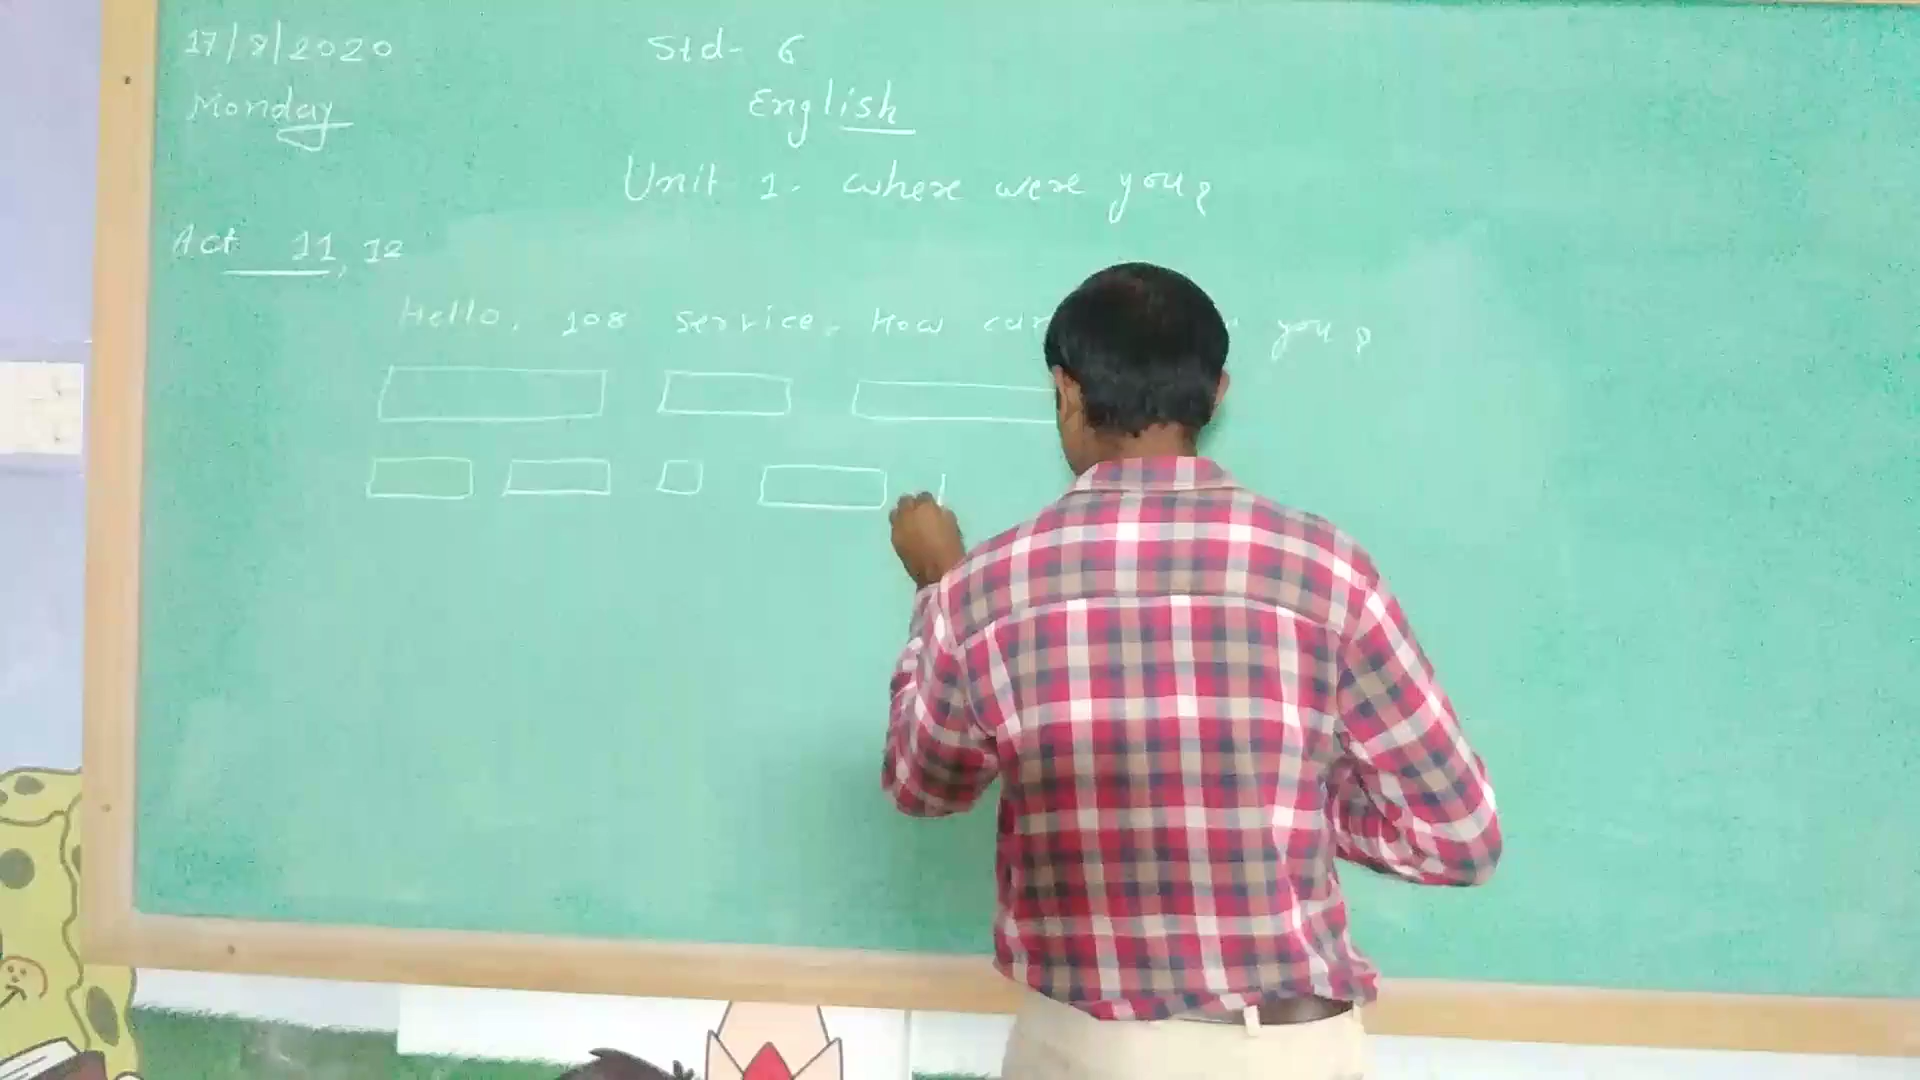 17/8/2020
Std- 6
Monday
English
Unit 1. Where were you?
Act 11, 12
Hello, 108 service. How can you?